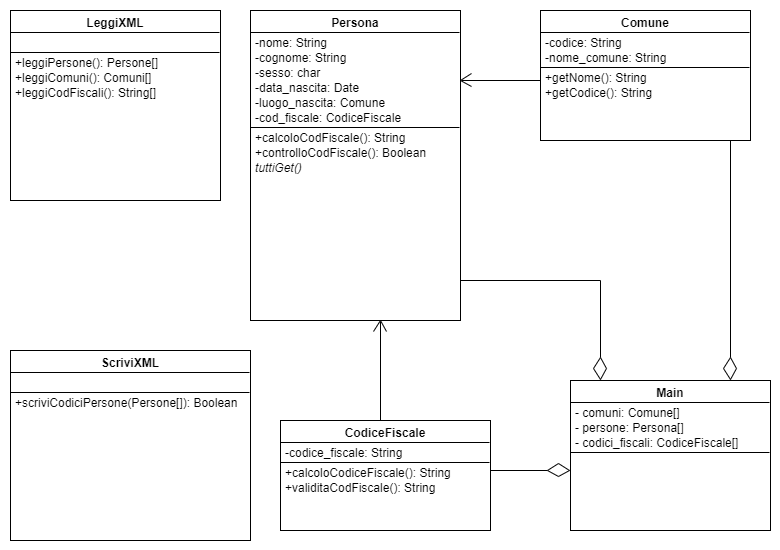 LeggiXML
+leggiPersone(): Persone[]
+leggiComuni(): Comuni[]
+leggiCodFiscali(): String[]
Persona
-nome: String
-cognome: String
-sesso: char
-data_nascita: Date
-luogo_nascita: Comune
-cod_fiscale: CodiceFiscale
+calcoloCodFiscale(): String
+controlloCodFiscale(): Boolean
tuttiGet()
Comune
-codice: String
-nome_comune: String
+getNome(): String
+getCodice(): String
ScriviXML
+scriviCodiciPersone(Persone[]): Boolean
CodiceFiscale
-codice_fiscale: String
+calcoloCodiceFiscale(): String
+validitaCodFiscale(): String
Main
- comuni: Comune[]
- persone: Persona[]
- codici_fiscali: CodiceFiscale[]